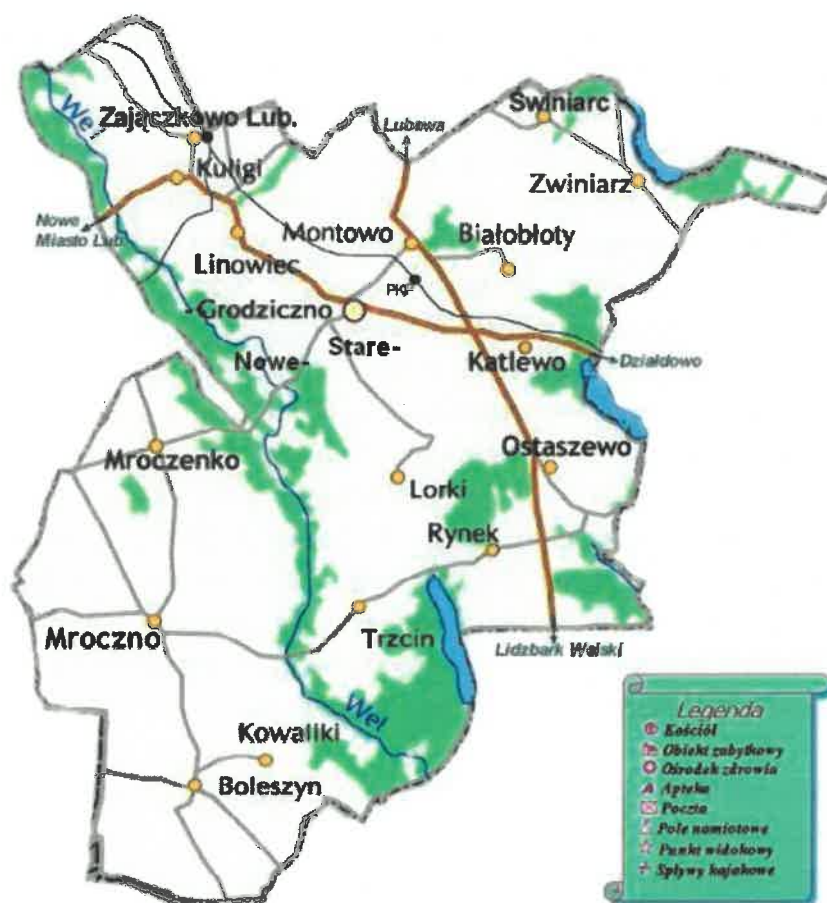 Wel
Zajączkowo Lub.
Kuligi
Lubawa
Świniarc
Zwiniarz
Nowe
Miasto Lub.
Linowiec
Montowo
Białobłoty
PKP
-Grodziczno
Stare-
Nowe-
Katlewo
Działdowo
Mroczenko
Lorki
Ostaszewo
Rynek
Mroczno
Trzcin
Lidzbark Welski
Wel
Kowaliki
Boleszyn
Legenda
Kościół
Obiekt zabytkowy
Ośrodek zdrowia
Apteka
Poczta
Pole namiotowe
Punkt widokowy
Spływy kajakowe